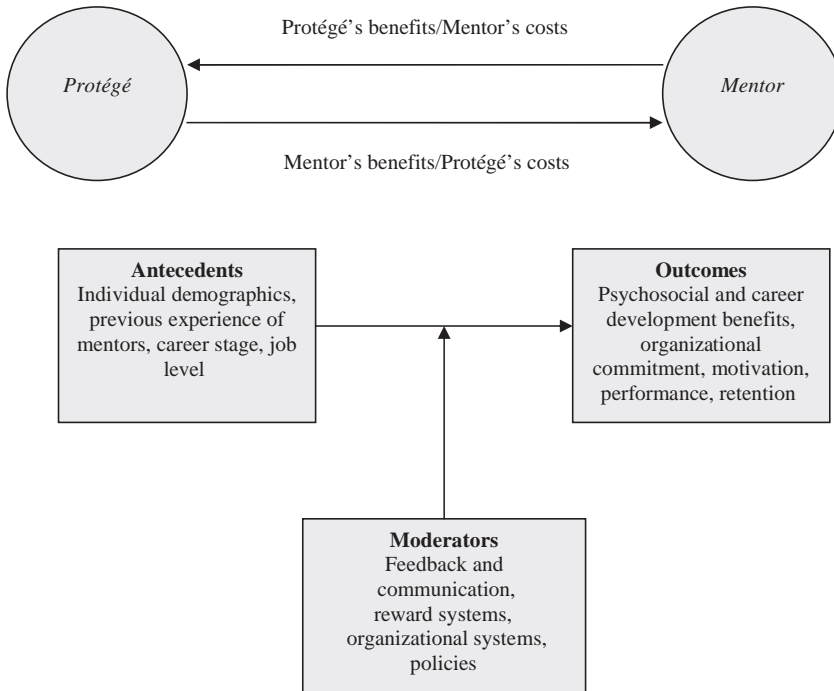 Protégé’s benefits/Mentor’s costs
Protégé
Mentor
Mentor’s benefits/Protégé’s costs
Antecedents
Individual demographics,
previous experience of
mentors, career stage, job
level
Outcomes
Psychosocial and career
development benefits,
organizational
commitment, motivation,
performance, retention
Moderators
Feedback and
communication,
reward systems,
organizational systems,
policies